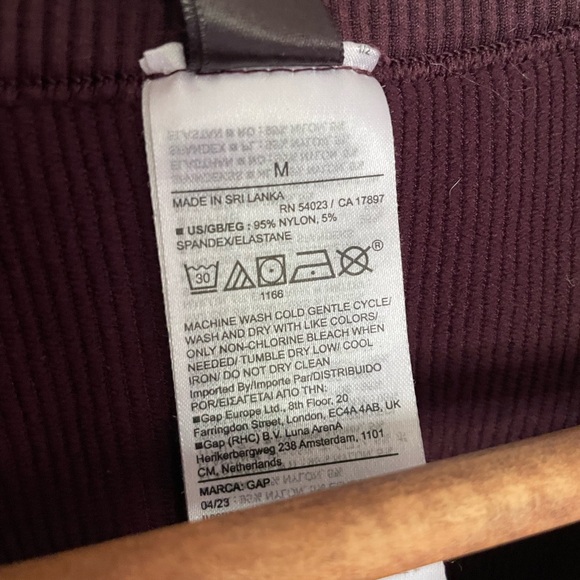 M
MADE IN SRI LANKA
RN 54023 / CA 17897
■ US/GB/EG : 95% NYLON, 5%
SPANDEX/ELASTANE
30
®
1166
MACHINE WASH COLD GENTLE CYCLE/
WASH AND DRY WITH LIKE COLORS/
ONLY NON-CHLORINE BLEACH WHEN
NEEDED/ TUMBLE DRY LOW/ COOL
IRON/ DO NOT DRY CLEAN
Imported By/Importe Par/DISTRIBUIDO
POR/ΕΙΣΑΓΕΤΑΙ ΑΠΟ ΤΗΝ:
■Gap Europe Ltd., 8th Floor, 20
Farringdon Street, London, EC4A 4AB, UK
■Gap (RHC) B.V. Luna ArenA
Herikerbergweg 238 Amsterdam, 1101
CM, Netherlands
MARCA: GAP
04/23